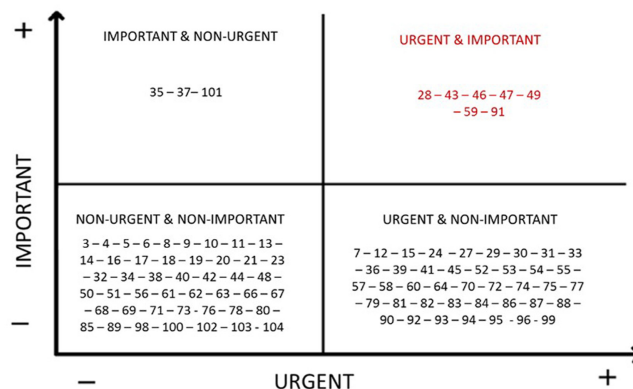 +
IMPORTANT & NON-URGENT
35 – 37– 101
URGENT & IMPORTANT
28 – 43 – 46 – 47 – 49
– 59 – 91
IMPORTANT
NON-URGENT & NON-IMPORTANT
3 – 4 – 5 – 6 – 8 – 9 – 10 – 11 – 13 –
14 – 16 – 17 – 18 – 19 – 20 – 21 – 23
– 32 – 34 – 38 – 40 – 42 – 44 – 48 –
50 – 51 – 56 – 61 – 62 – 63 – 66 – 67
– 68 – 69 – 71 – 73 - 76 – 78 – 80 –
85 – 89 – 98 – 100 – 102 – 103 - 104
URGENT & NON-IMPORTANT
7 – 12 – 15 – 24 – 27 – 29 – 30 – 31 – 33
– 36 – 39 – 41 – 45 – 52 – 53 – 54 – 55 –
57 – 58 – 60 – 64 – 70 – 72 – 74 – 75 – 77
– 79 – 81 – 82 – 83 – 84 – 86 – 87 – 88 –
90 – 92 – 93 – 94 – 95 - 96 - 99
–
–
URGENT
+